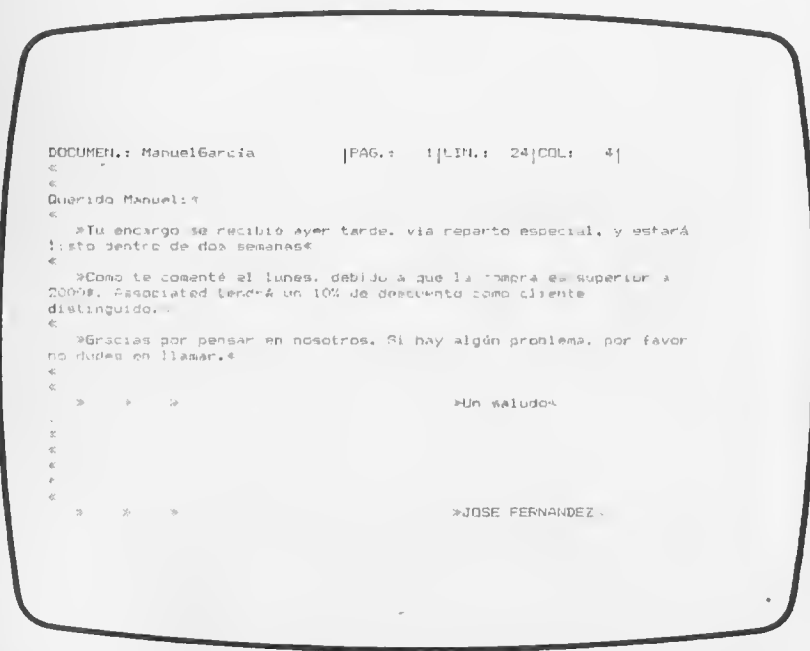 DOCUMEN.: ManuelGarcia |PAG.: 1|LIN.: 24|COL: 4|
«
«
Querido Manuel:«
«
»Tu encargo se recibió ayer tarde, via reparto especial, y estará
listo dentro de dos semanas«
«
»Como te comenté el lunes, debido a que la compra es superior a
2000$, Associated tendrá un 10% de descuento como cliente
distinguido.
«
»Gracias por pensar en nosotros. Si hay algún problema, por favor
no dudes en llamar.«
«
«
» » » »Un saludo«
«
«
«
«
«
» » » »JOSE FERNANDEZ